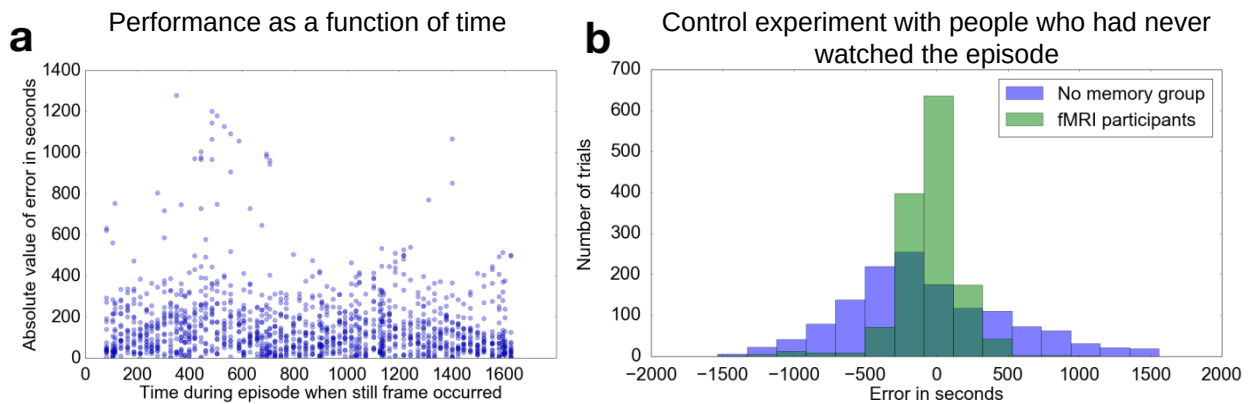 a
Performance as a function of time
1400
1200
1000
800
600
400
200
0
Absolute value of error in seconds
0 200 400 600 800 1000 1200 1400 1600
Time during episode when still frame occurred
b
Control experiment with people who had never
watched the episode
700
600
500
400
300
200
100
0
Number of trials
No memory group
fMRI participants
−2000 −1500 −1000 −500 0 500 1000 1500 2000
Error in seconds